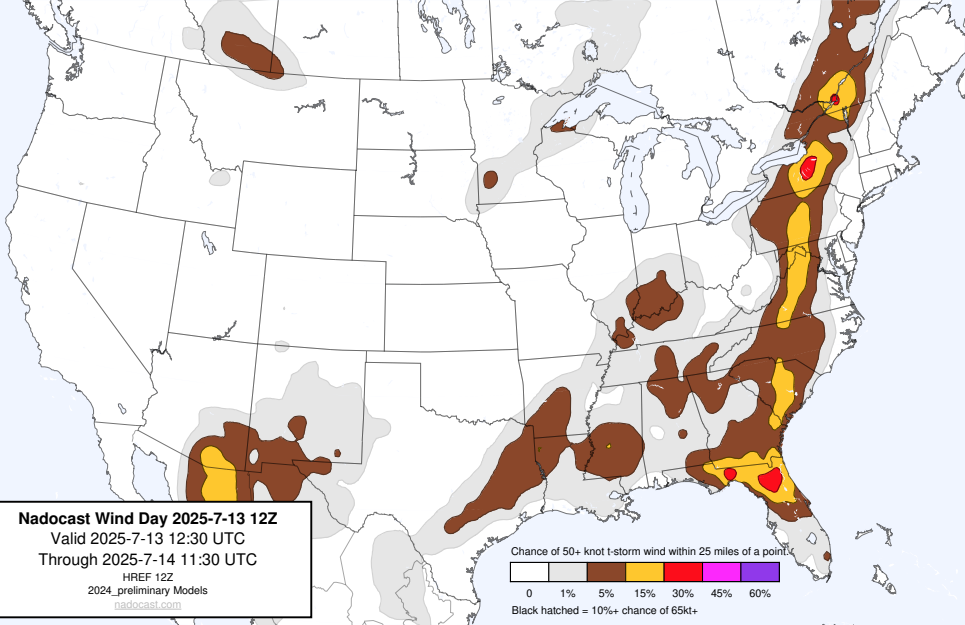 Nadocast Wind Day 2025-7-13 12Z
Valid 2025-7-13 12:30 UTC
Through 2025-7-14 11:30 UTC
HREF 12Z
2024_preliminary Models
nadocast.com
Chance of 50+ knot t-storm wind within 25 miles of a point.
0 1% 5% 15% 30% 45% 60%
Black hatched = 10%+ chance of 65kt+